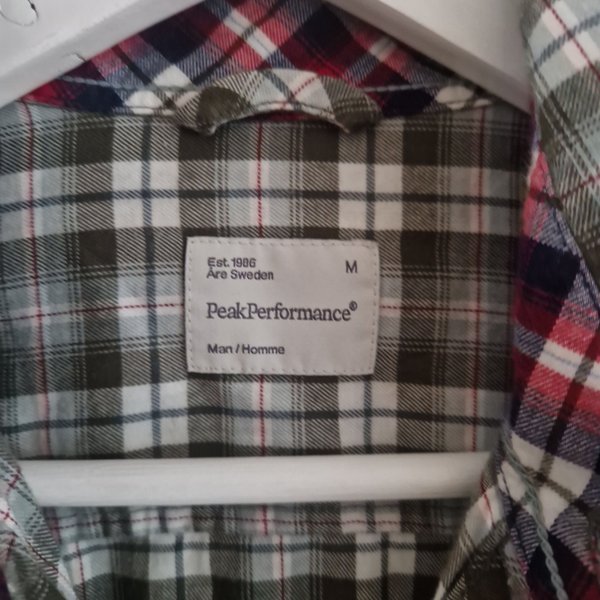 Est. 1986
Åre Sweden
M
PeakPerformance®
Man / Homme